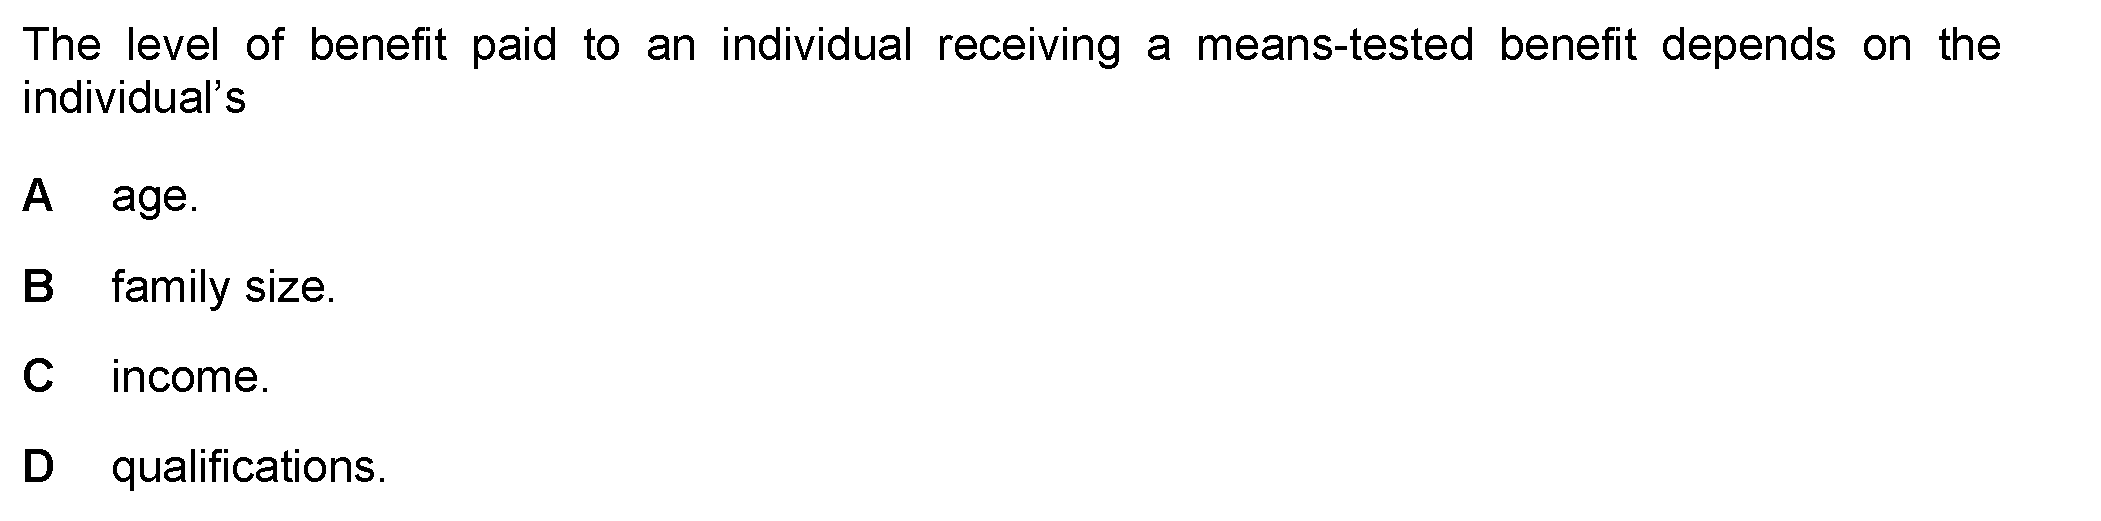 The level of benefit paid to an individual receiving a means-tested benefit depends on the
individual’s
A age.
B family size.
C income.
D qualifications.